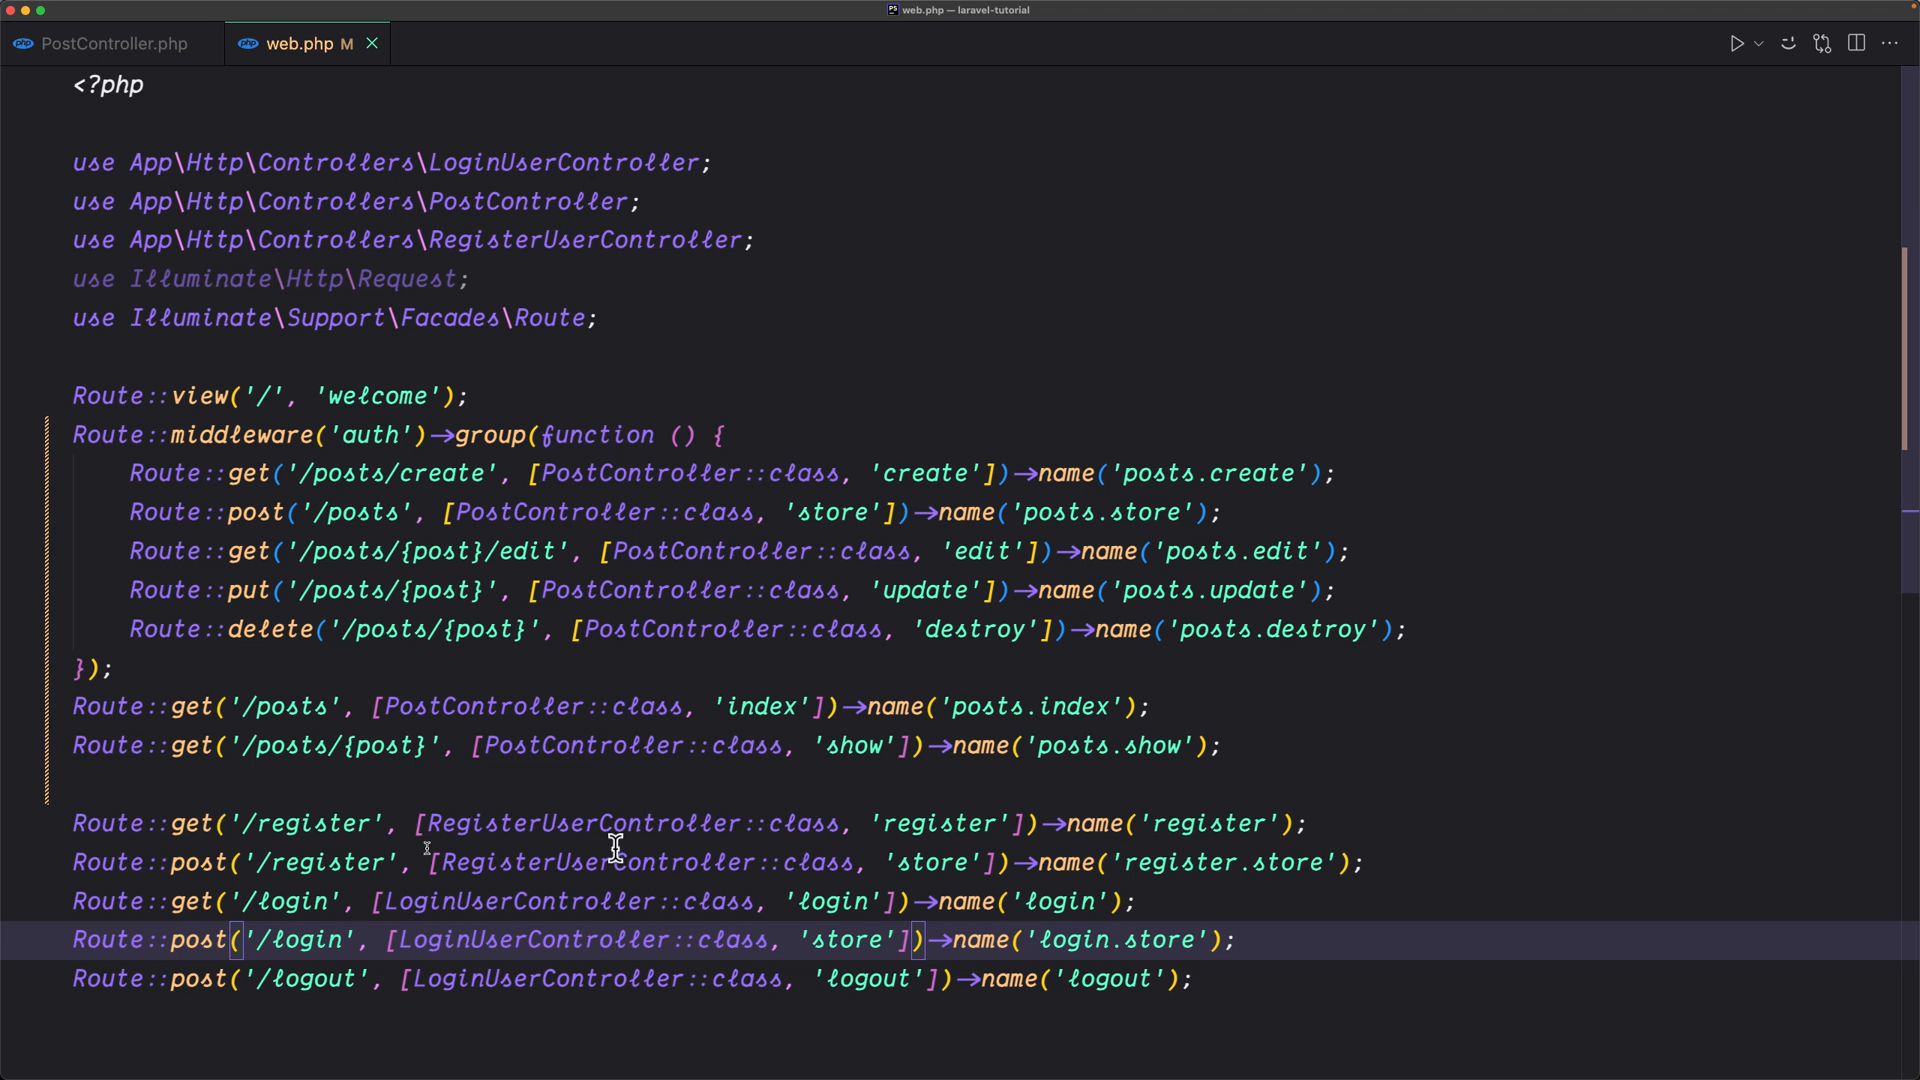 web.php — laravel-tutorial
PostController.php
web.php M
<?php
use App\Http\Controllers\LoginUserController;
use App\Http\Controllers\PostController;
use App\Http\Controllers\RegisterUserController;
use Illuminate\Http\Request;
use Illuminate\Support\Facades\Route;
Route::view('/', 'welcome');
Route::middleware('auth')->group(function () {
    Route::get('/posts/create', [PostController::class, 'create'])->name('posts.create');
    Route::post('/posts', [PostController::class, 'store'])->name('posts.store');
    Route::get('/posts/{post}/edit', [PostController::class, 'edit'])->name('posts.edit');
    Route::put('/posts/{post}', [PostController::class, 'update'])->name('posts.update');
    Route::delete('/posts/{post}', [PostController::class, 'destroy'])->name('posts.destroy');
});
Route::get('/posts', [PostController::class, 'index'])->name('posts.index');
Route::get('/posts/{post}', [PostController::class, 'show'])->name('posts.show');
Route::get('/register', [RegisterUserController::class, 'register'])->name('register');
Route::post('/register', [RegisterUserController::class, 'store'])->name('register.store');
Route::get('/login', [LoginUserController::class, 'login'])->name('login');
Route::post('/login', [LoginUserController::class, 'store'])->name('login.store');
Route::post('/logout', [LoginUserController::class, 'logout'])->name('logout');